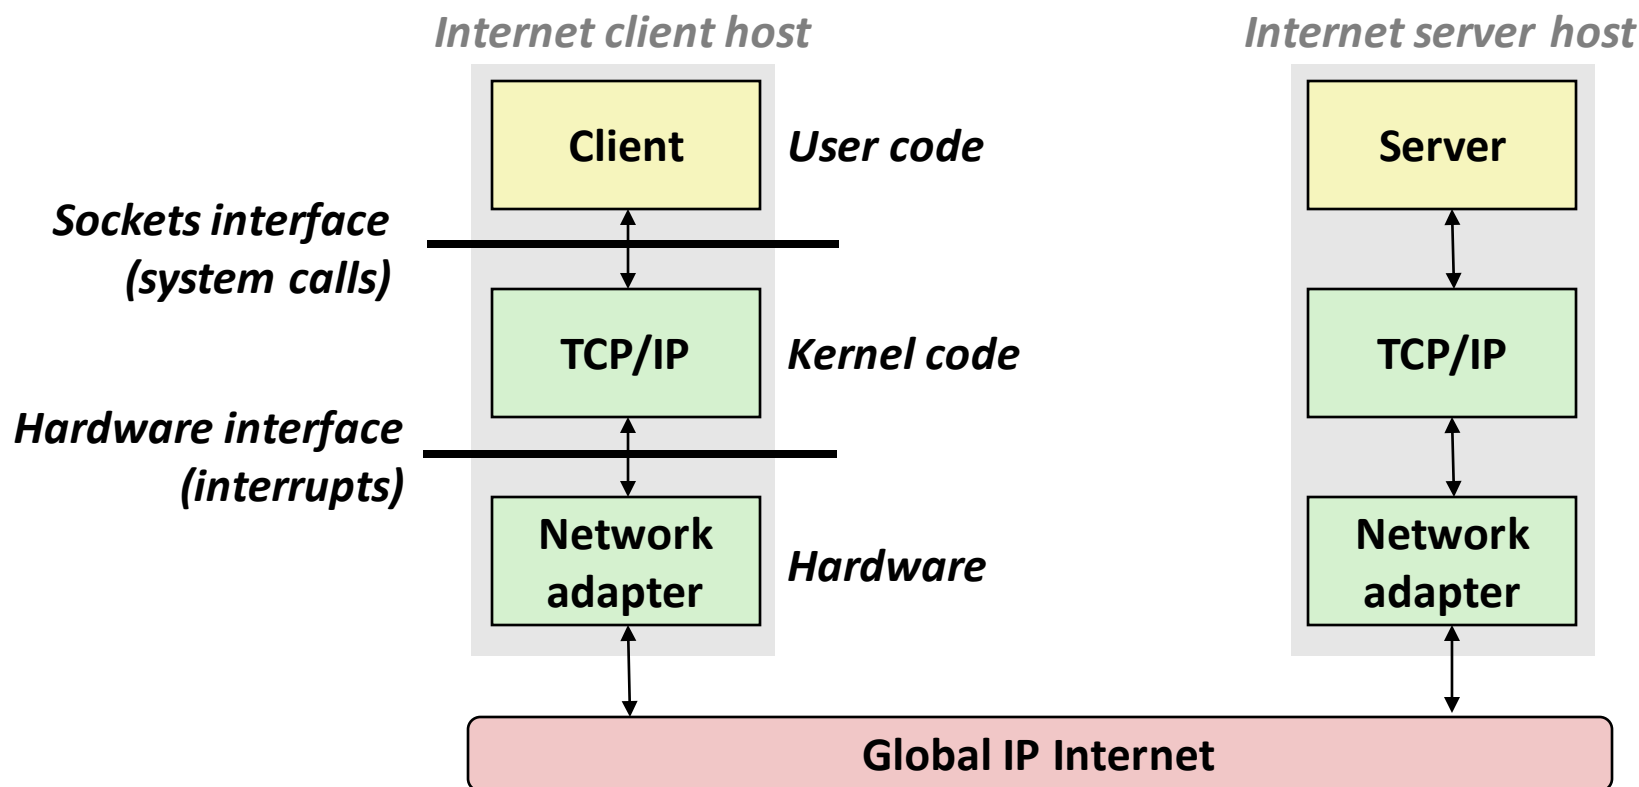 Internet client host
Internet server host
Client
User code
Server
Sockets interface
(system calls)
TCP/IP
Kernel code
TCP/IP
Hardware interface
(interrupts)
Network
adapter
Hardware
Network
adapter
Global IP Internet